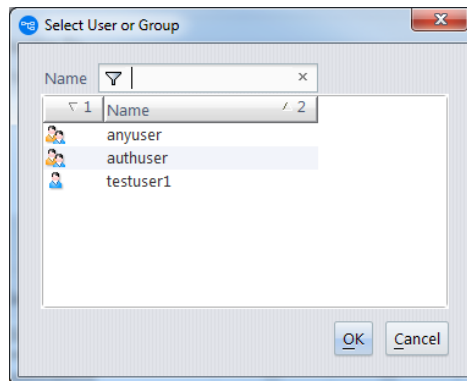 Select User or Group
Name
1 Name 2
anyuser
authuser
testuser1
OK Cancel